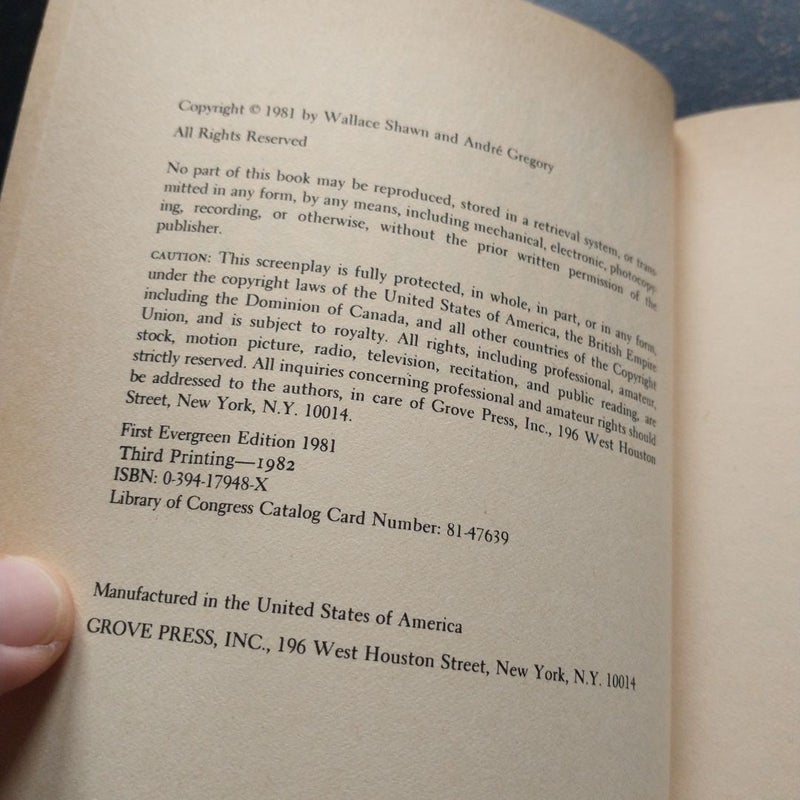 Copyright © 1981 by Wallace Shawn and André Gregory
All Rights Reserved
No part of this book may be reproduced, stored in a retrieval system, or trans-
mitted in any form, by any means, including mechanical, electronic, photocopy-
ing, recording, or otherwise, without the prior written permission of the
publisher.
CAUTION: This screenplay is fully protected, in whole, in part, or in any form,
under the copyright laws of the United States of America, the British Empire
including the Dominion of Canada, and all other countries of the Copyright
Union, and is subject to royalty. All rights, including professional, amateur,
stock, motion picture, radio, television, recitation, and public reading, are
strictly reserved. All inquiries concerning professional and amateur rights should
be addressed to the authors, in care of Grove Press, Inc., 196 West Houston
Street, New York, N.Y. 10014.
First Evergreen Edition 1981
Third Printing—1982
ISBN: 0-394-17948-X
Library of Congress Catalog Card Number: 81-47639
Manufactured in the United States of America
GROVE PRESS, INC., 196 West Houston Street, New York, N.Y. 10014